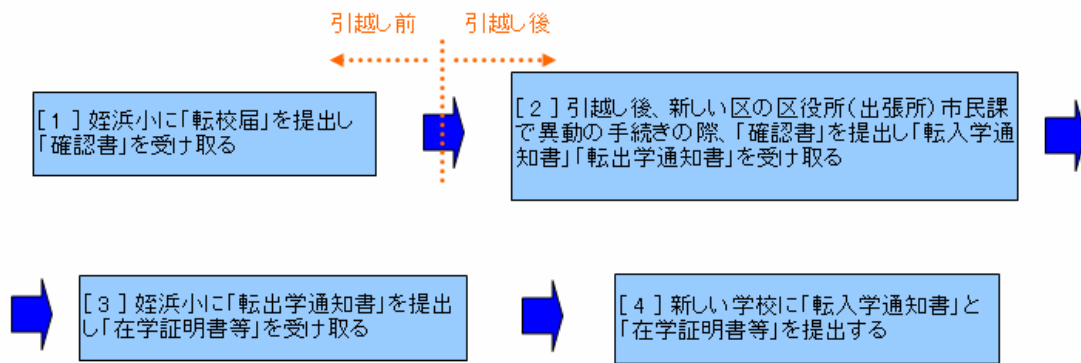 引越し前
引越し後
[1]姪浜小に「転校届」を提出し
「確認書」を受け取る
[2]引越し後、新しい区の区役所(出張所)市民課
で異動の手続きの際、「確認書」を提出し「転入学通
知書」「転出学通知書」を受け取る
[3]姪浜小に「転出学通知書」を提出
し「在学証明書等」を受け取る
[4]新しい学校に「転入学通知書」と
「在学証明書等」を提出する